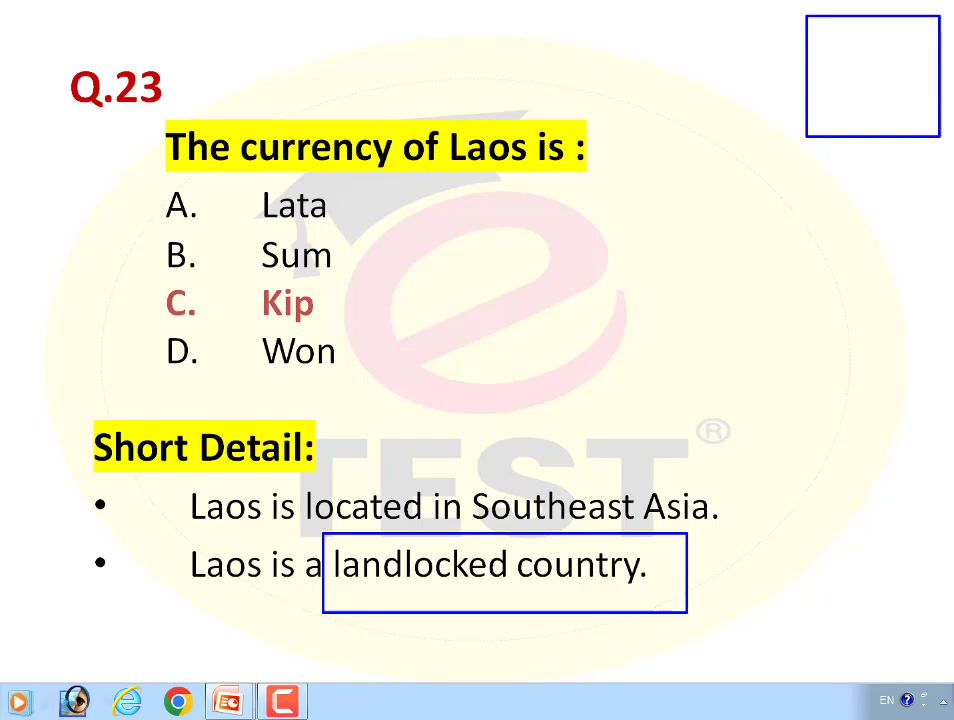 Q.23
The currency of Laos is :
A. Lata
B. Sum
C. Kip
D. Won
e
TEST®
Short Detail:
• Laos is located in Southeast Asia.
• Laos is a landlocked country.
EN